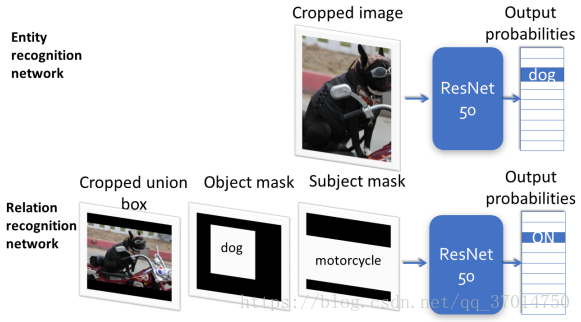 Entity
recognition
network
Cropped image
Output
probabilities
ResNet
50
dog
Relation
recognition
network
Cropped union
box
Object mask
Subject mask
Output
probabilities
dog
motorcycle
ResNet
50
ON
https://blog.csdn.net/qq_37014750